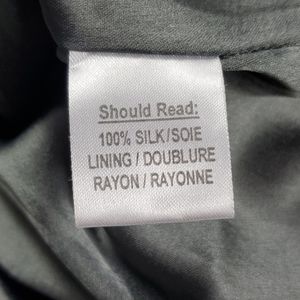 Should Read:
100% SILK/SOIE
LINING / DOUBLURE
RAYON / RAYONNE